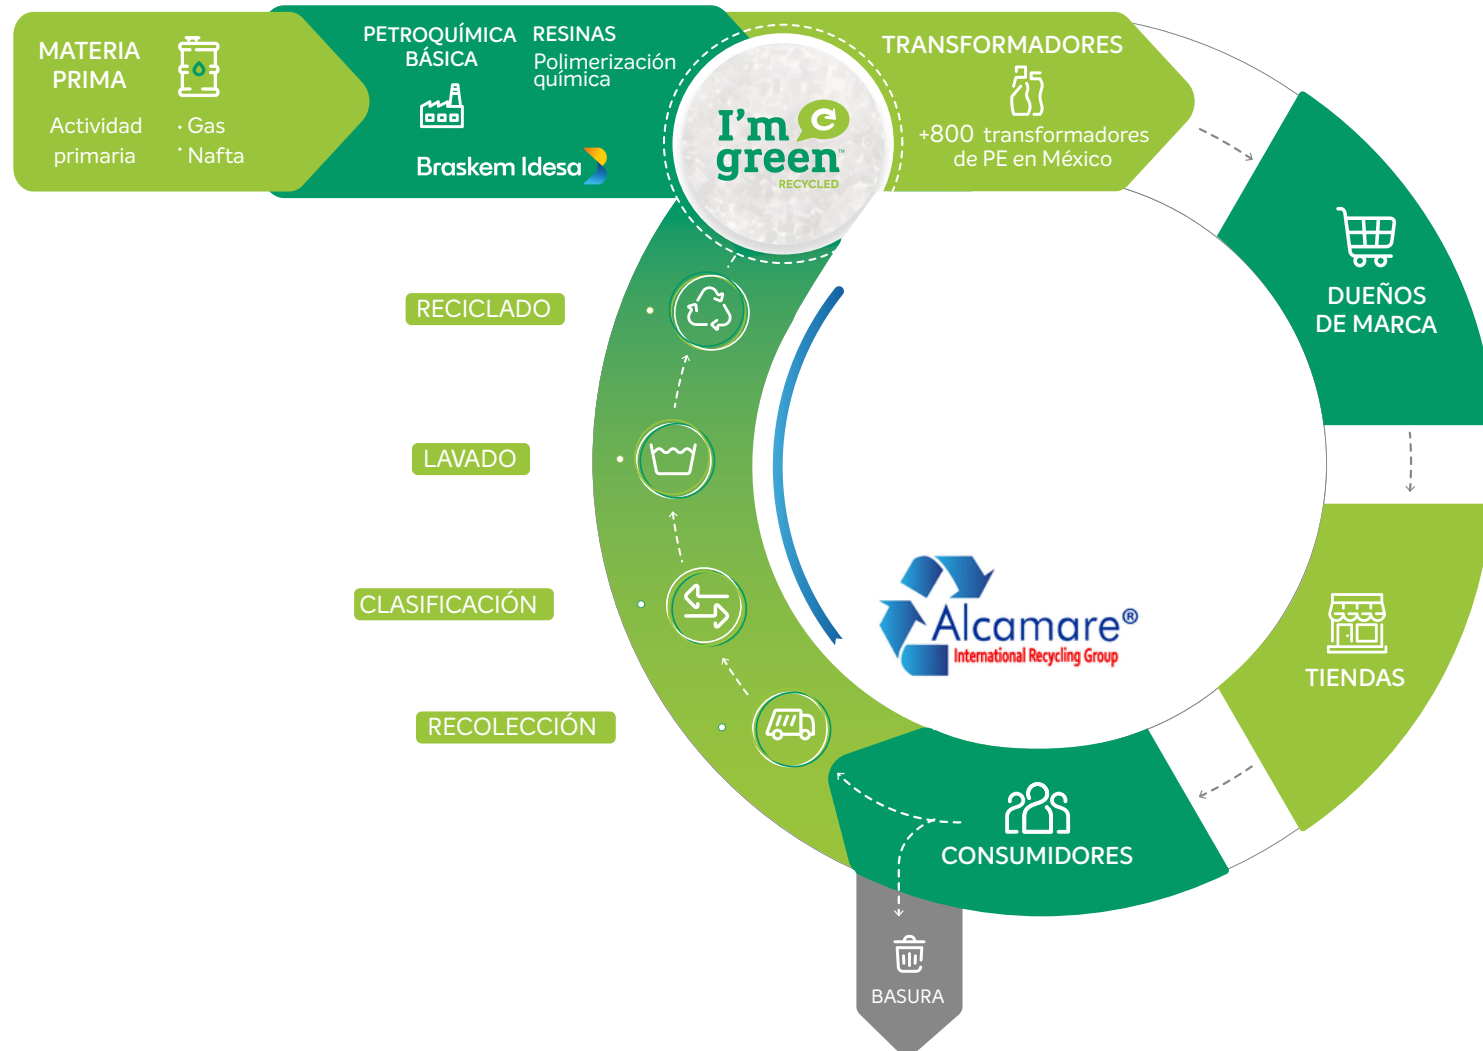 MATERIA
PRIMA
Actividad
primaria
· Gas
· Nafta
PETROQUÍMICA
BÁSICA
RESINAS
Polimerización
química
Braskem Idesa
I'm
green™
RECYCLED
TRANSFORMADORES
+800 transformadores
de PE en México
DUEÑOS
DE MARCA
TIENDAS
CONSUMIDORES
BASURA
RECOLECCIÓN
CLASIFICACIÓN
LAVADO
RECICLADO
Alcamare®
International Recycling Group